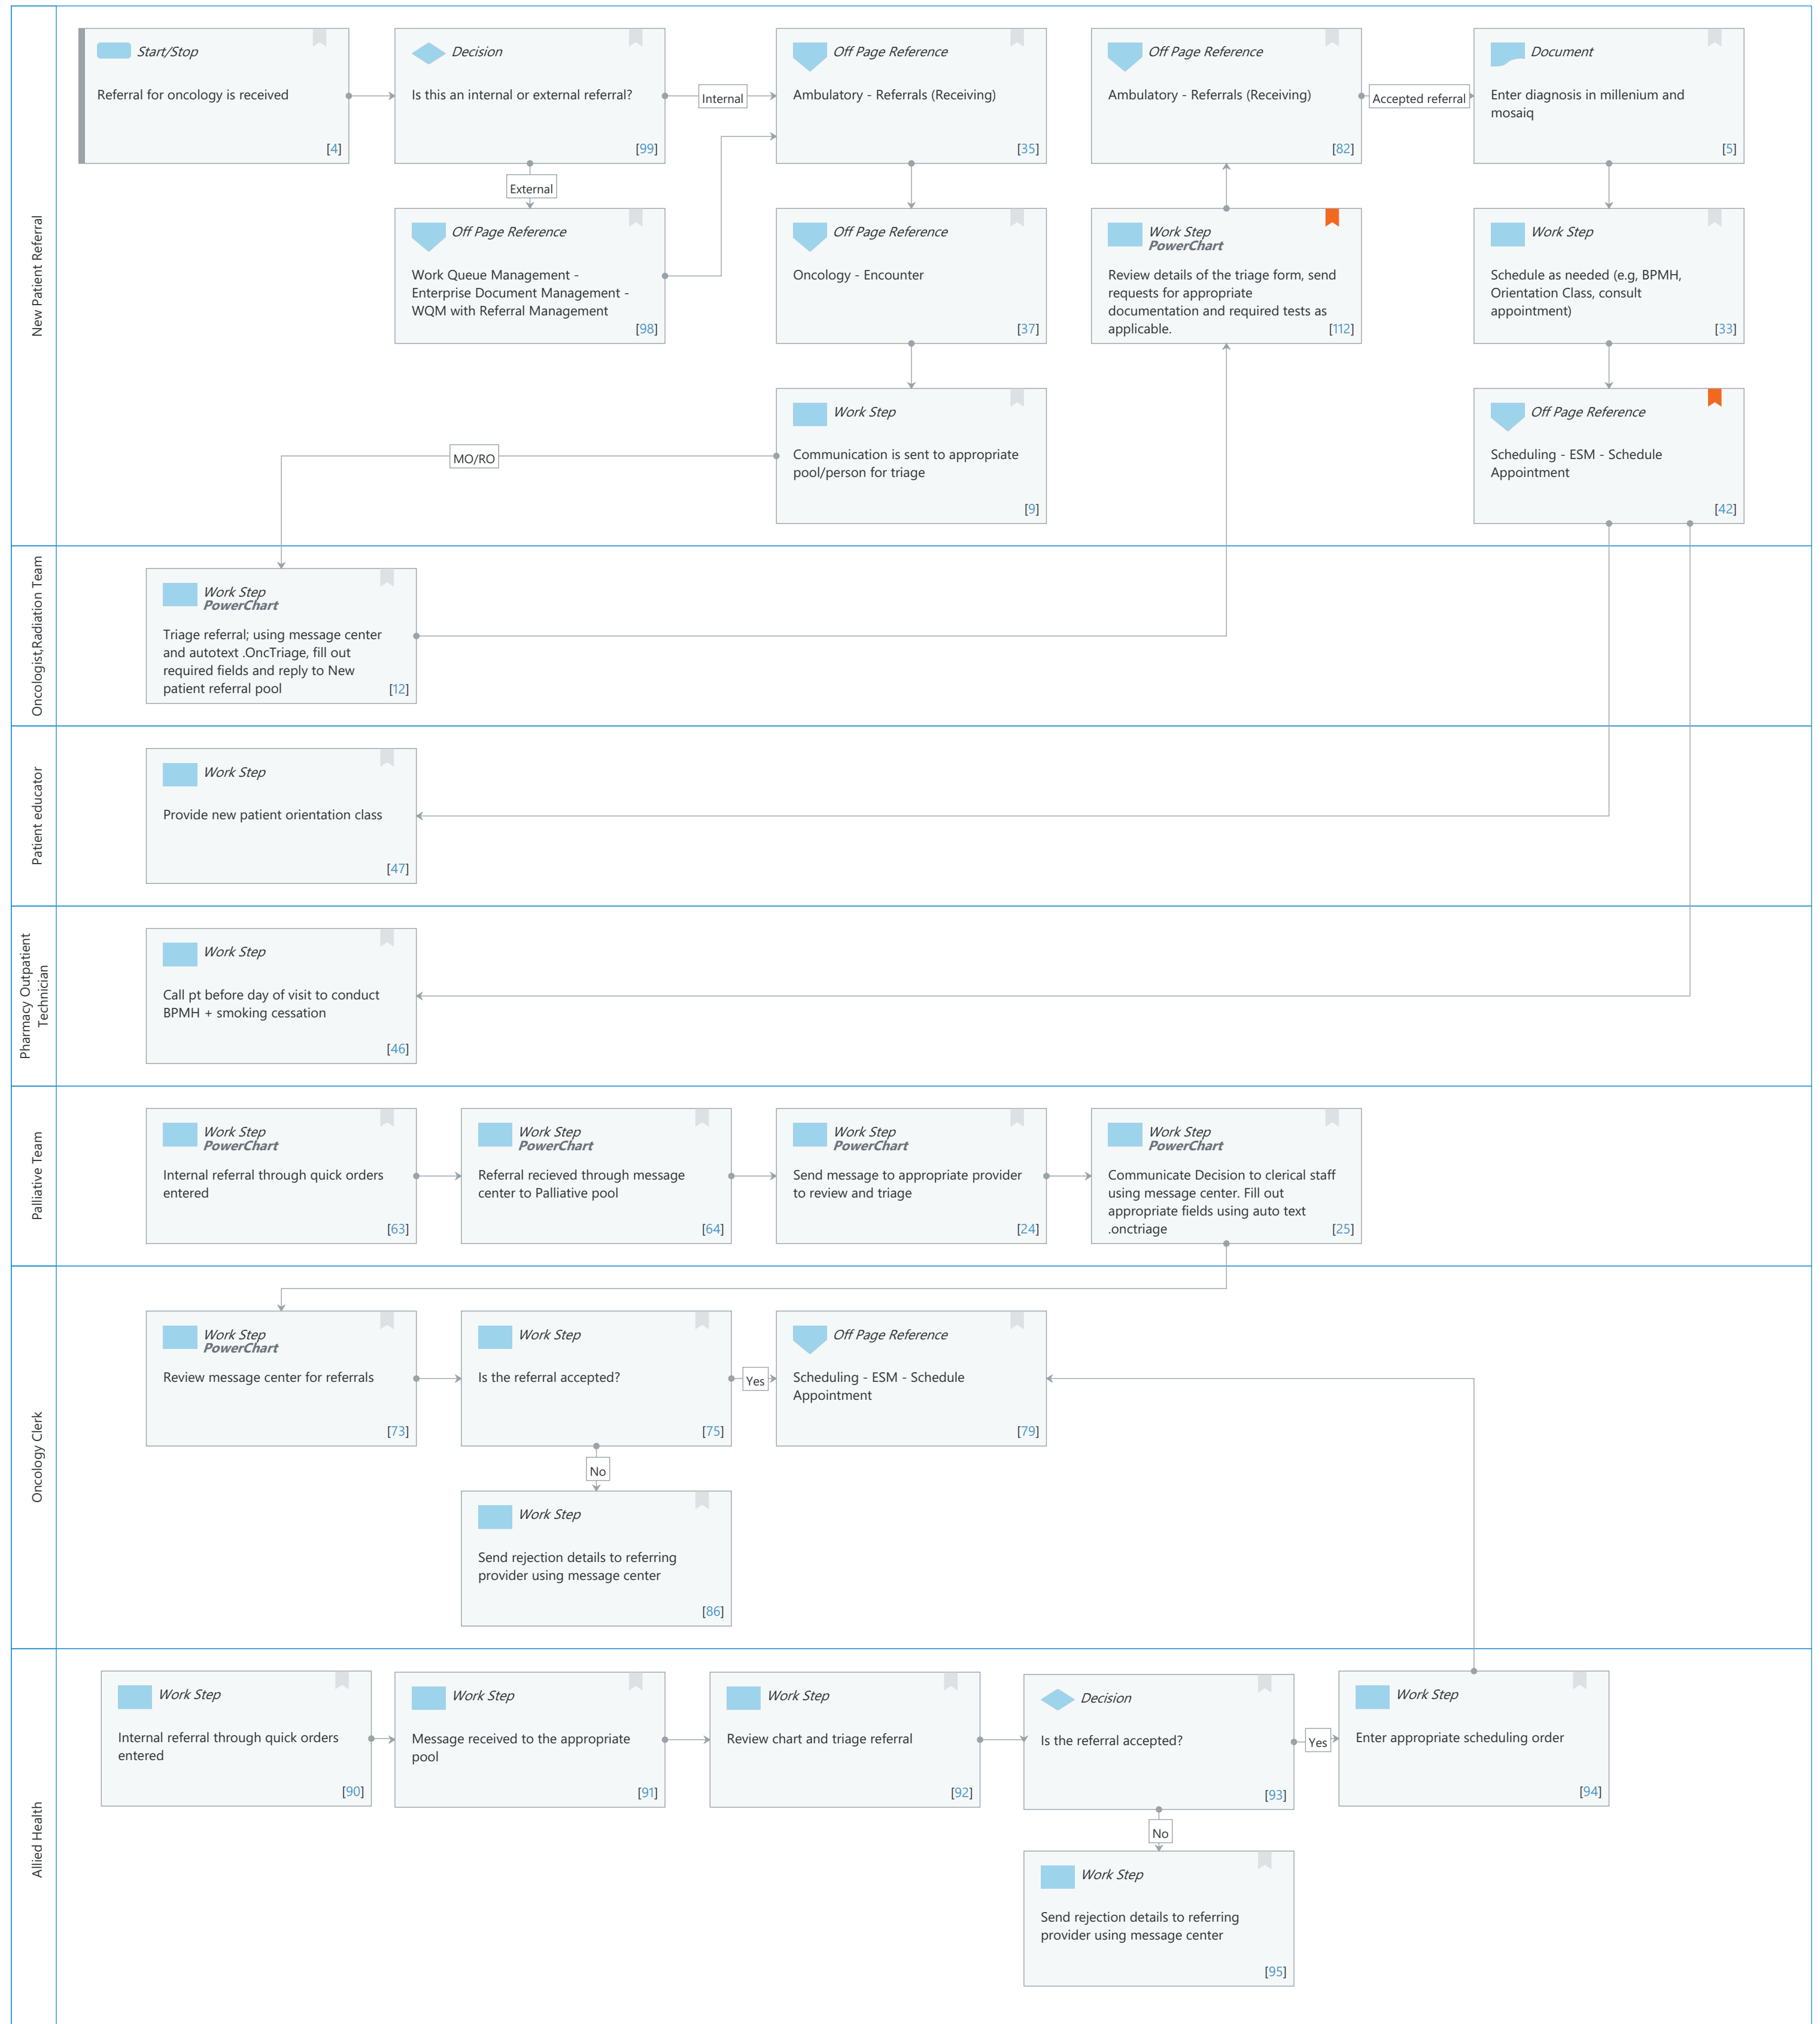 New Patient Referral
Start/Stop
Referral for oncology is received
[4]
Decision
Is this an internal or external referral?
[99]
Internal
External
Off Page Reference
Ambulatory - Referrals (Receiving)
[35]
Off Page Reference
Ambulatory - Referrals (Receiving)
[82]
Accepted referral
Document
Enter diagnosis in millenium and
mosaiq
[5]
Off Page Reference
Work Queue Management -
Enterprise Document Management -
WQM with Referral Management
[98]
Off Page Reference
Oncology - Encounter
[37]
Work Step
PowerChart
Review details of the triage form, send
requests for appropriate
documentation and required tests as
applicable.
[112]
Work Step
Schedule as needed (e.g, BPMH,
Orientation Class, consult
appointment)
[33]
Work Step
Communication is sent to appropriate
pool/person for triage
[9]
MO/RO
Off Page Reference
Scheduling - ESM - Schedule
Appointment
[42]
Oncologist,Radiation Team
Work Step
PowerChart
Triage referral; using message center
and autotext .OncTriage, fill out
required fields and reply to New
patient referral pool
[12]
Patient educator
Work Step
Provide new patient orientation class
[47]
Pharmacy Outpatient
Technician
Work Step
Call pt before day of visit to conduct
BPMH + smoking cessation
[46]
Palliative Team
Work Step
PowerChart
Internal referral through quick orders
entered
[63]
Work Step
PowerChart
Referral recieved through message
center to Palliative pool
[64]
Work Step
PowerChart
Send message to appropriate provider
to review and triage
[24]
Work Step
PowerChart
Communicate Decision to clerical staff
using message center. Fill out
appropriate fields using auto text
.onctriage
[25]
Oncology Clerk
Work Step
PowerChart
Review message center for referrals
[73]
Work Step
Is the referral accepted?
[75]
Yes
Off Page Reference
Scheduling - ESM - Schedule
Appointment
[79]
No
Work Step
Send rejection details to referring
provider using message center
[86]
Allied Health
Work Step
Internal referral through quick orders
entered
[90]
Work Step
Message received to the appropriate
pool
[91]
Work Step
Review chart and triage referral
[92]
Decision
Is the referral accepted?
[93]
Yes
Work Step
Enter appropriate scheduling order
[94]
No
Work Step
Send rejection details to referring
provider using message center
[95]